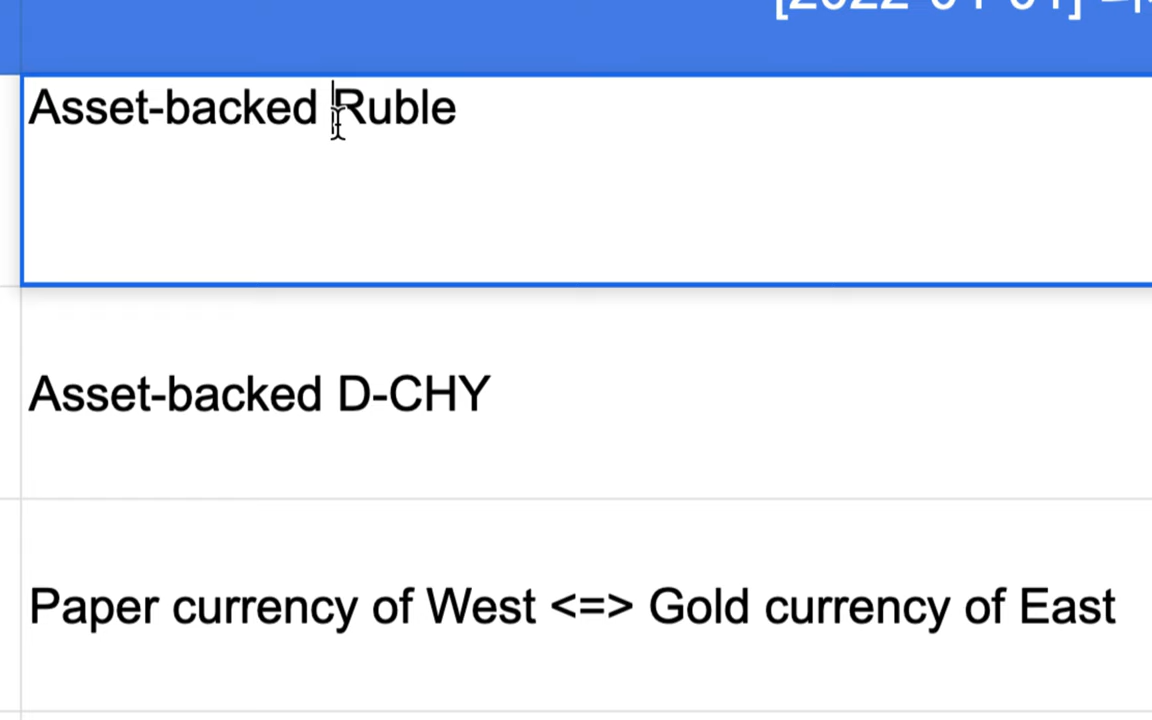 Asset-backed Ruble
Asset-backed D-CHY
Paper currency of West <=> Gold currency of East